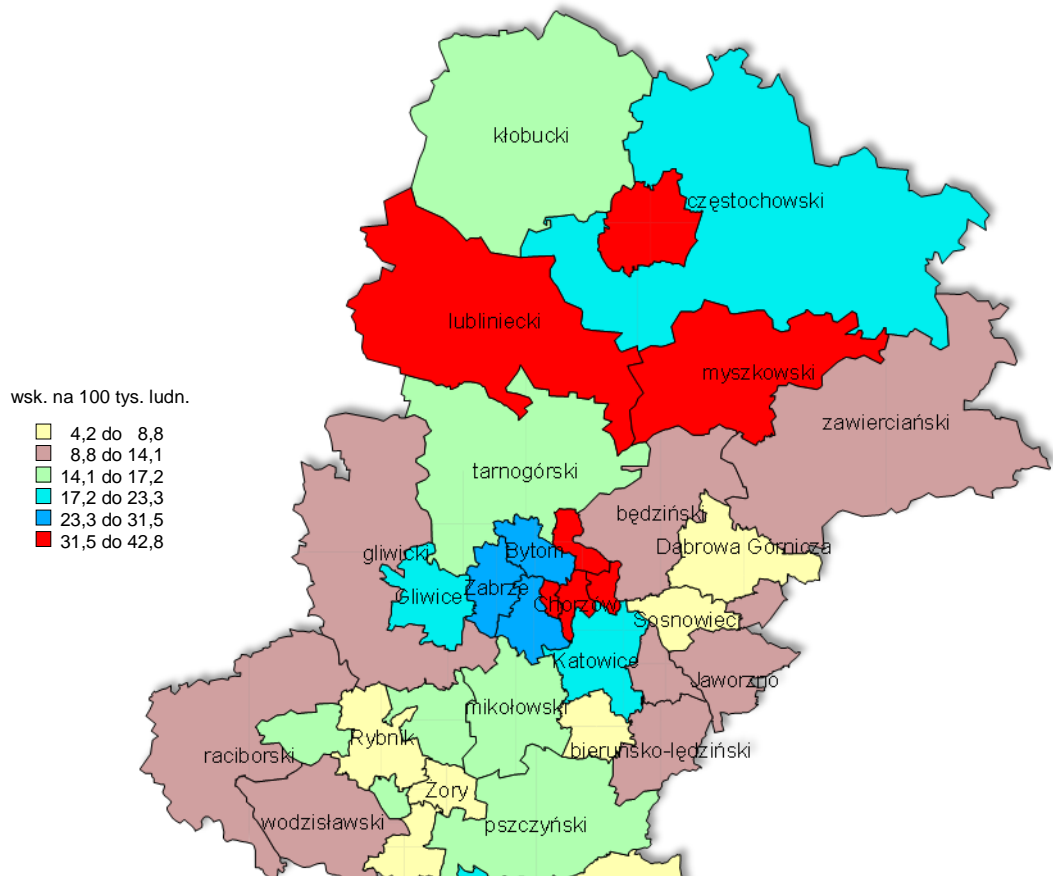 kłobucki
częstochowski
lubliniecki
myszkowski
wsk. na 100 tys. ludn.
4,2 do 8,8
8,8 do 14,1
14,1 do 17,2
17,2 do 23,3
23,3 do 31,5
31,5 do 42,8
zawierciański
tarnogórski
będziński
gliwicki
Bytom
Dąbrowa Górnicza
Zabrze
Gliwice
Chorzów
Sosnowiec
Katowice
Jaworzno
mikołowski
Rybnik
raciborski
bieruńsko-lędziński
Żory
wodzisławski
pszczyński